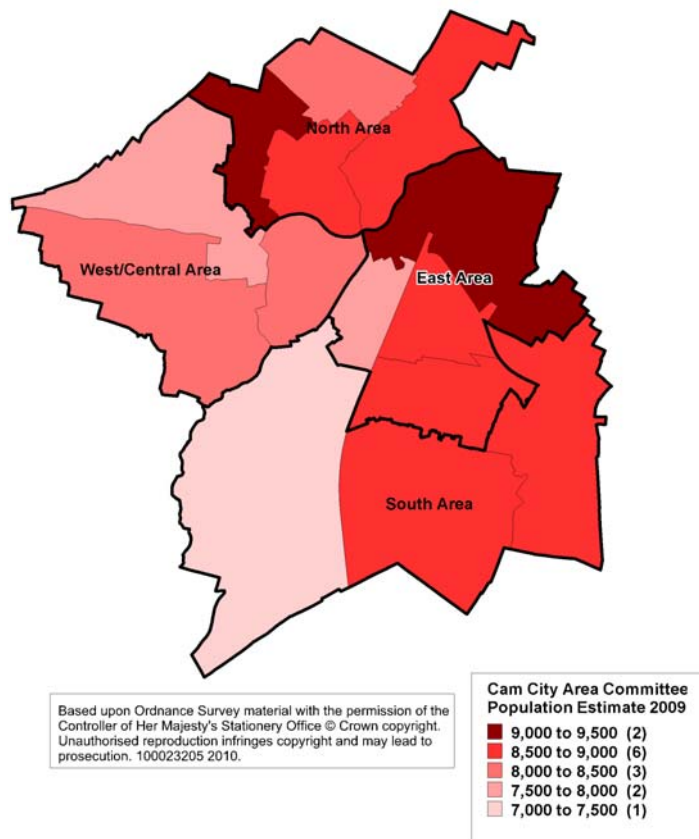 North Area
West/Central Area
East Area
South Area
Based upon Ordnance Survey material with the permission of the
Controller of Her Majesty's Stationery Office © Crown copyright.
Unauthorised reproduction infringes copyright and may lead to
prosecution. 100023205 2010.
Cam City Area Committee
Population Estimate 2009
9,000 to 9,500 (2)
8,500 to 9,000 (6)
8,000 to 8,500 (3)
7,500 to 8,000 (2)
7,000 to 7,500 (1)